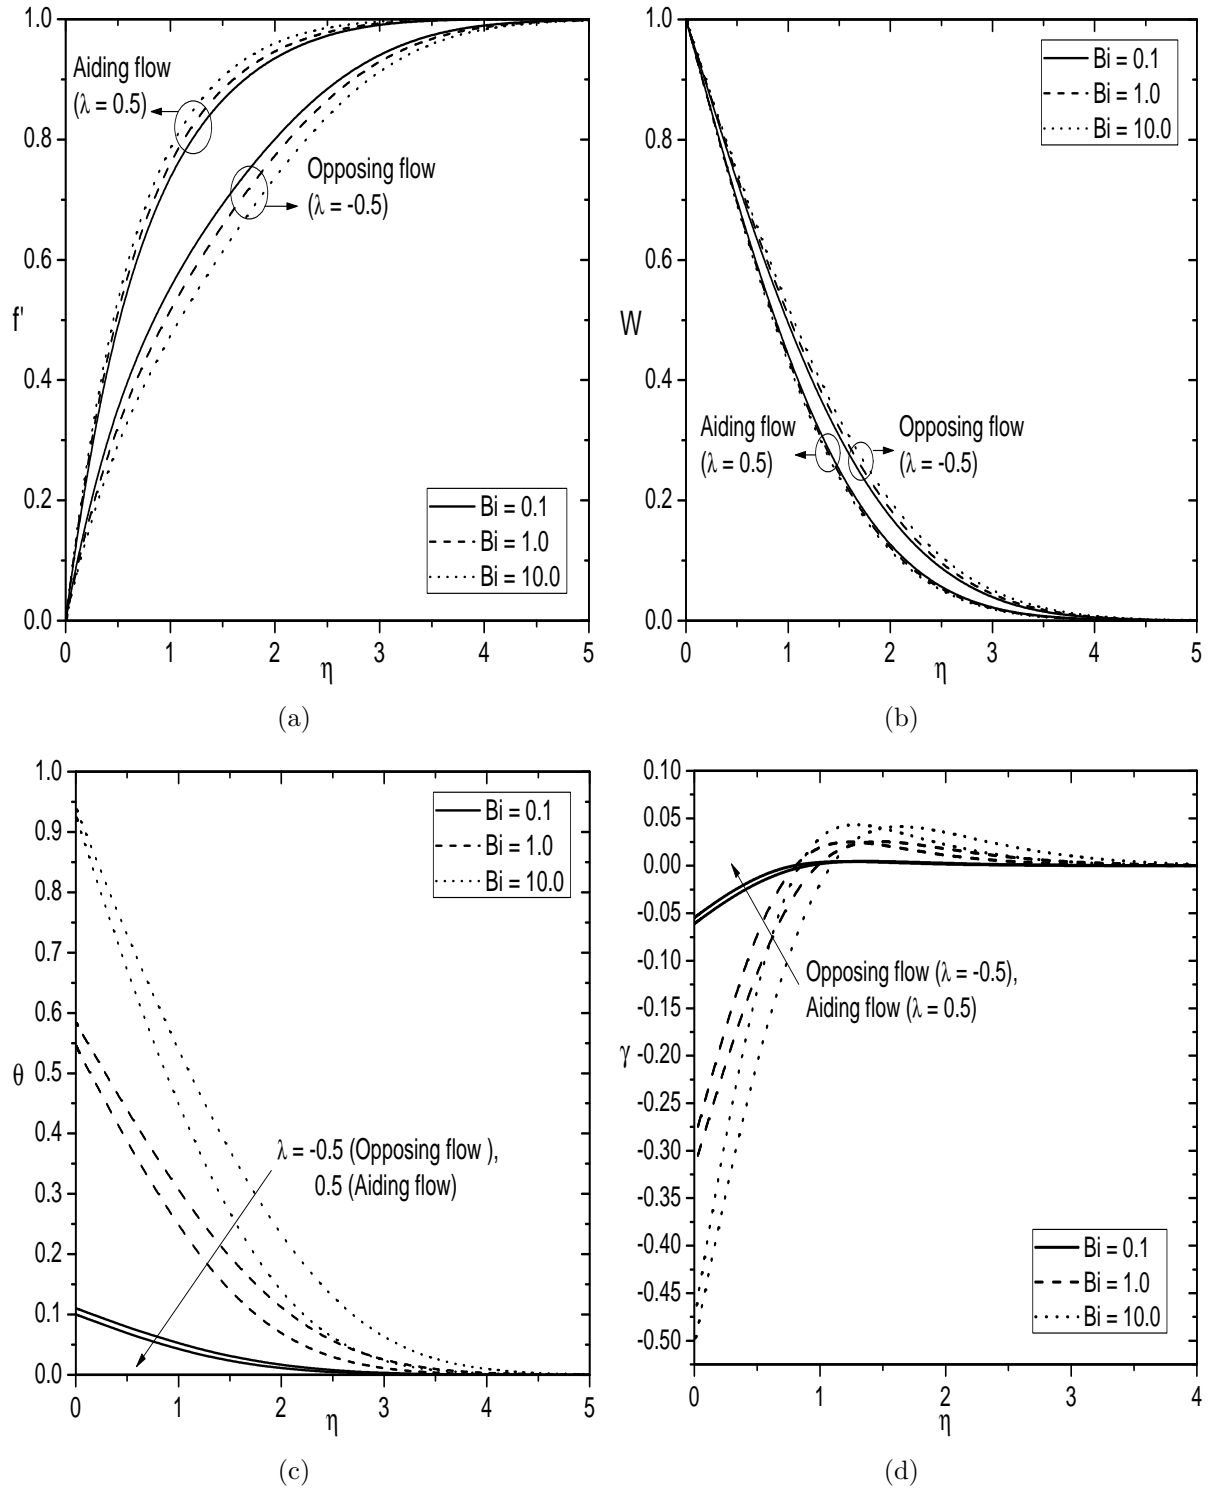 1.0
0.8
0.6
0.4
0.2
0.0
f'
Aiding flow
(λ = 0.5)
Opposing flow
(λ = -0.5)
Bi = 0.1
Bi = 1.0
Bi = 10.0
0 1 2 3 4 5
η
(a)
1.0
0.8
0.6
0.4
0.2
0.0
W
Bi = 0.1
Bi = 1.0
Bi = 10.0
Aiding flow
(λ = 0.5)
Opposing flow
(λ = -0.5)
0 1 2 3 4 5
η
(b)
1.0
0.9
0.8
0.7
0.6
0.5
0.4
0.3
0.2
0.1
0.0
θ
Bi = 0.1
Bi = 1.0
Bi = 10.0
λ = -0.5 (Opposing flow ),
0.5 (Aiding flow)
0 1 2 3 4 5
η
(c)
0.10
0.05
0.00
-0.05
-0.10
-0.15
-0.20
-0.25
-0.30
-0.35
-0.40
-0.45
-0.50
γ
Opposing flow (λ = -0.5),
Aiding flow (λ = 0.5)
Bi = 0.1
Bi = 1.0
Bi = 10.0
0 1 2 3 4
η
(d)